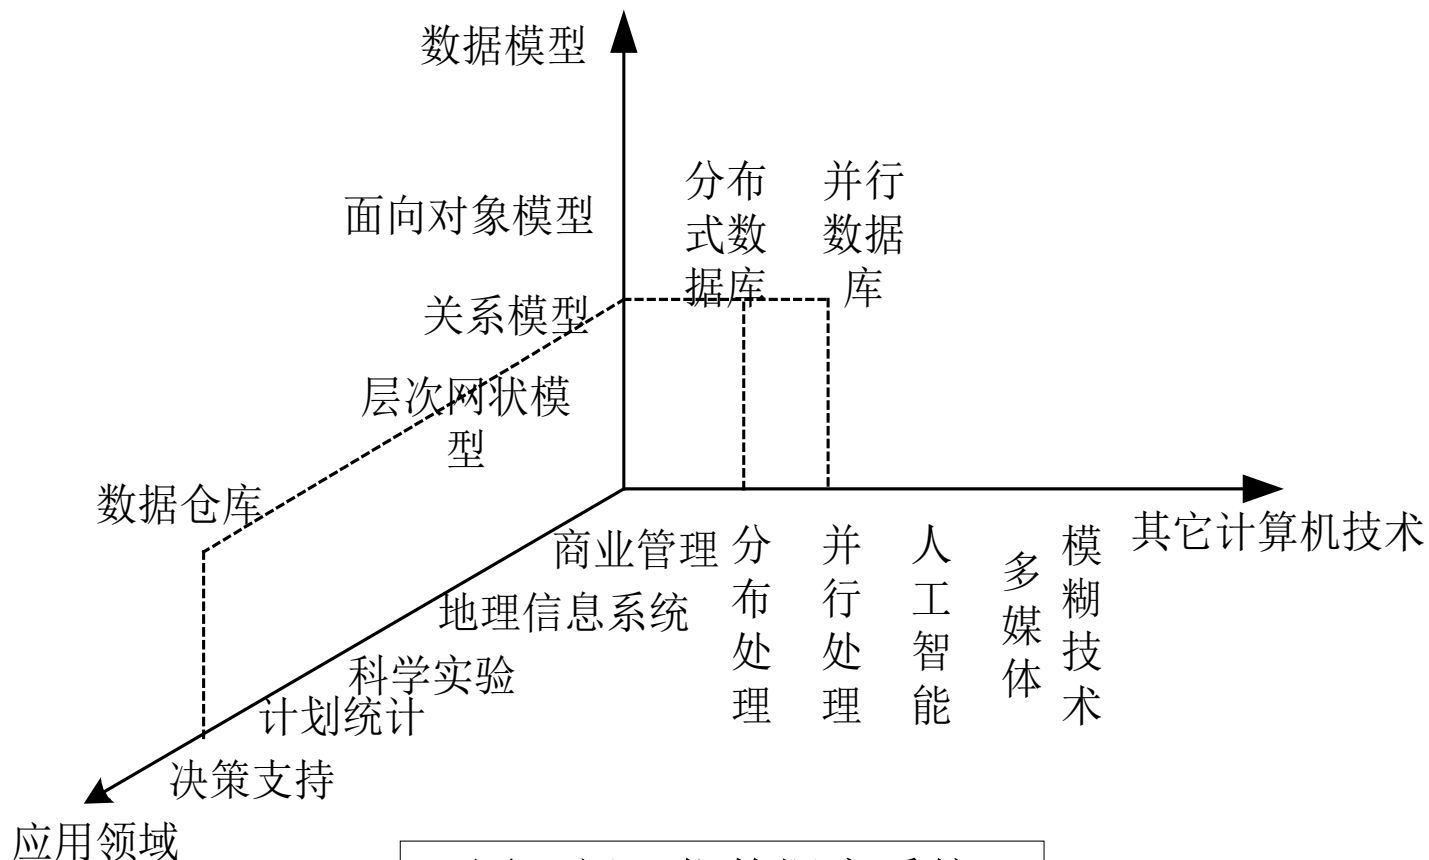 数据模型
分布
式数
据库
并行
数据
库
面向对象模型
关系模型
层次网状模
型
数据仓库
其它计算机技术
商业管理
地理信息系统
科学实验
计划统计
决策支持
应用领域
分布处理
并行处理
人工智能
多媒体
模糊技术